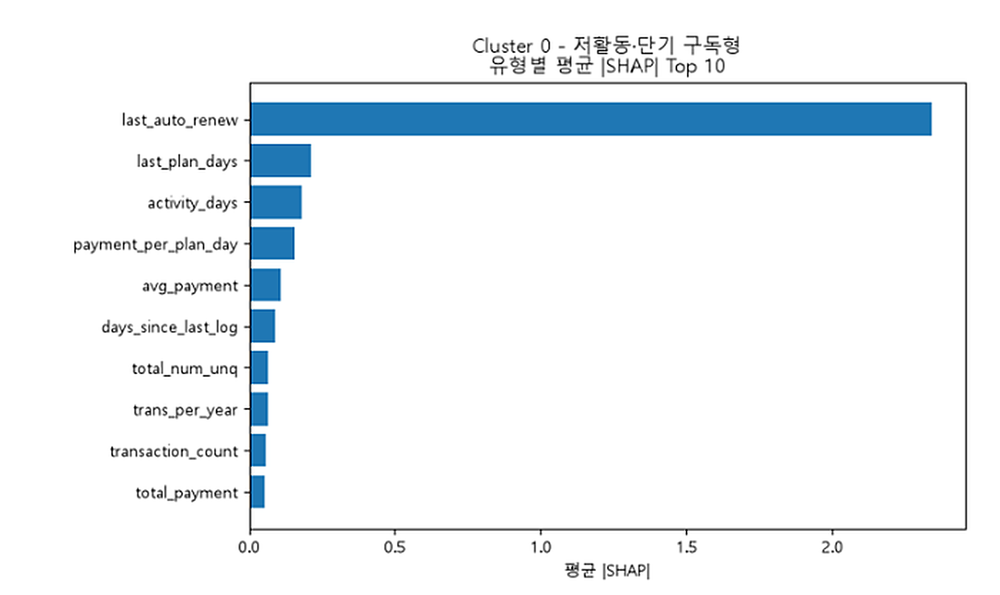 Cluster 0 - 저활동·단기 구독형
유형별 평균 |SHAP| Top 10
last_auto_renew
last_plan_days
activity_days
payment_per_plan_day
avg_payment
days_since_last_log
total_num_unq
trans_per_year
transaction_count
total_payment
0.0 0.5 1.0 1.5 2.0
평균 |SHAP|